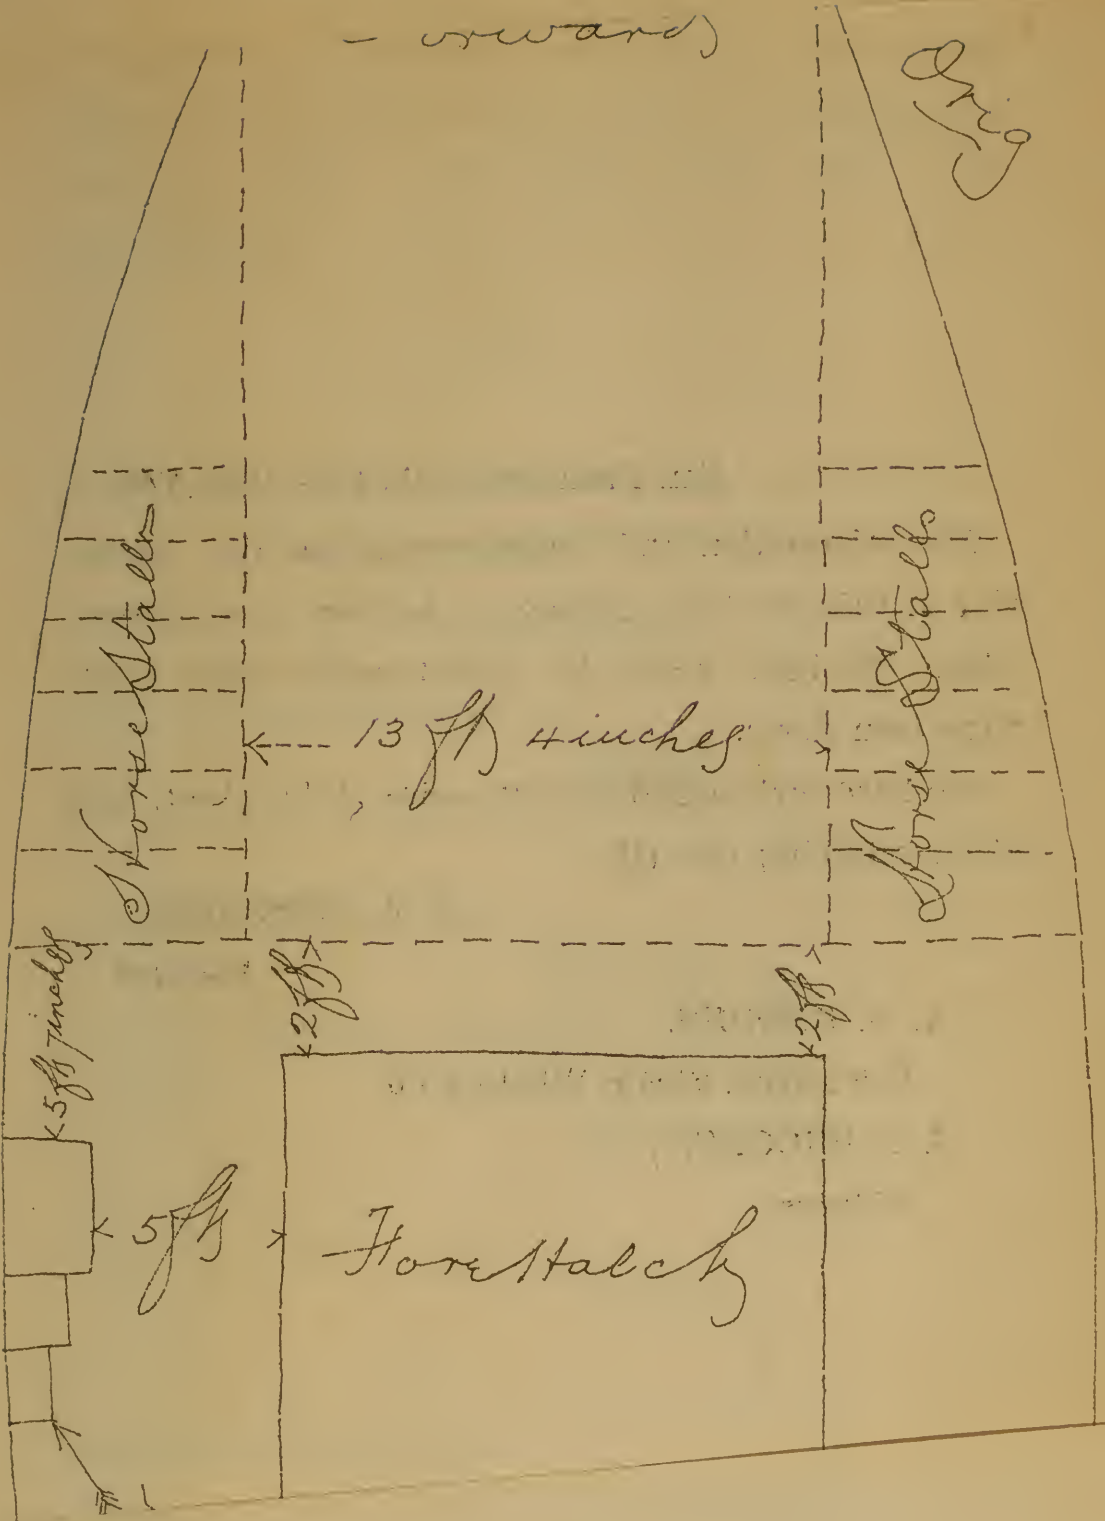 - orwards
Orig
Horse Stalls
Horse Stalls
13 ft 4 inches
5 ft 7 inches
2 ft
2 ft
5 ft
Fore Hatch